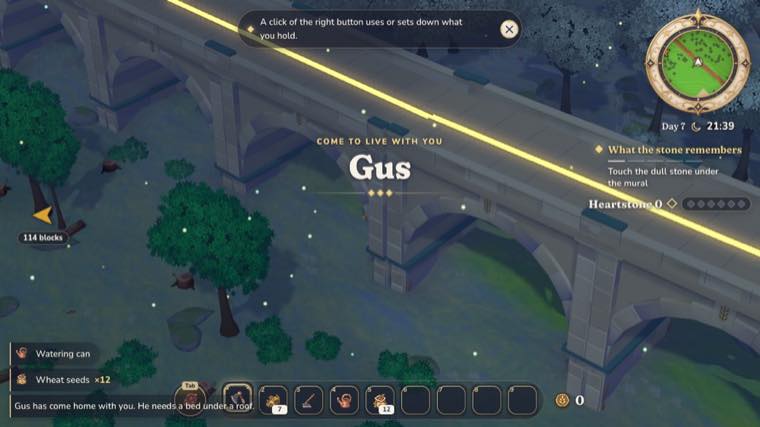 A click of the right button uses or sets down what
you hold.
Day 7 21:39
What the stone remembers
Touch the dull stone under
the mural
Heartstone 0
COME TO LIVE WITH YOU
Gus
114 blocks
Watering can
Wheat seeds ×12
Gus has come home with you. He needs a bed under a roof.
Tab
7
12
0